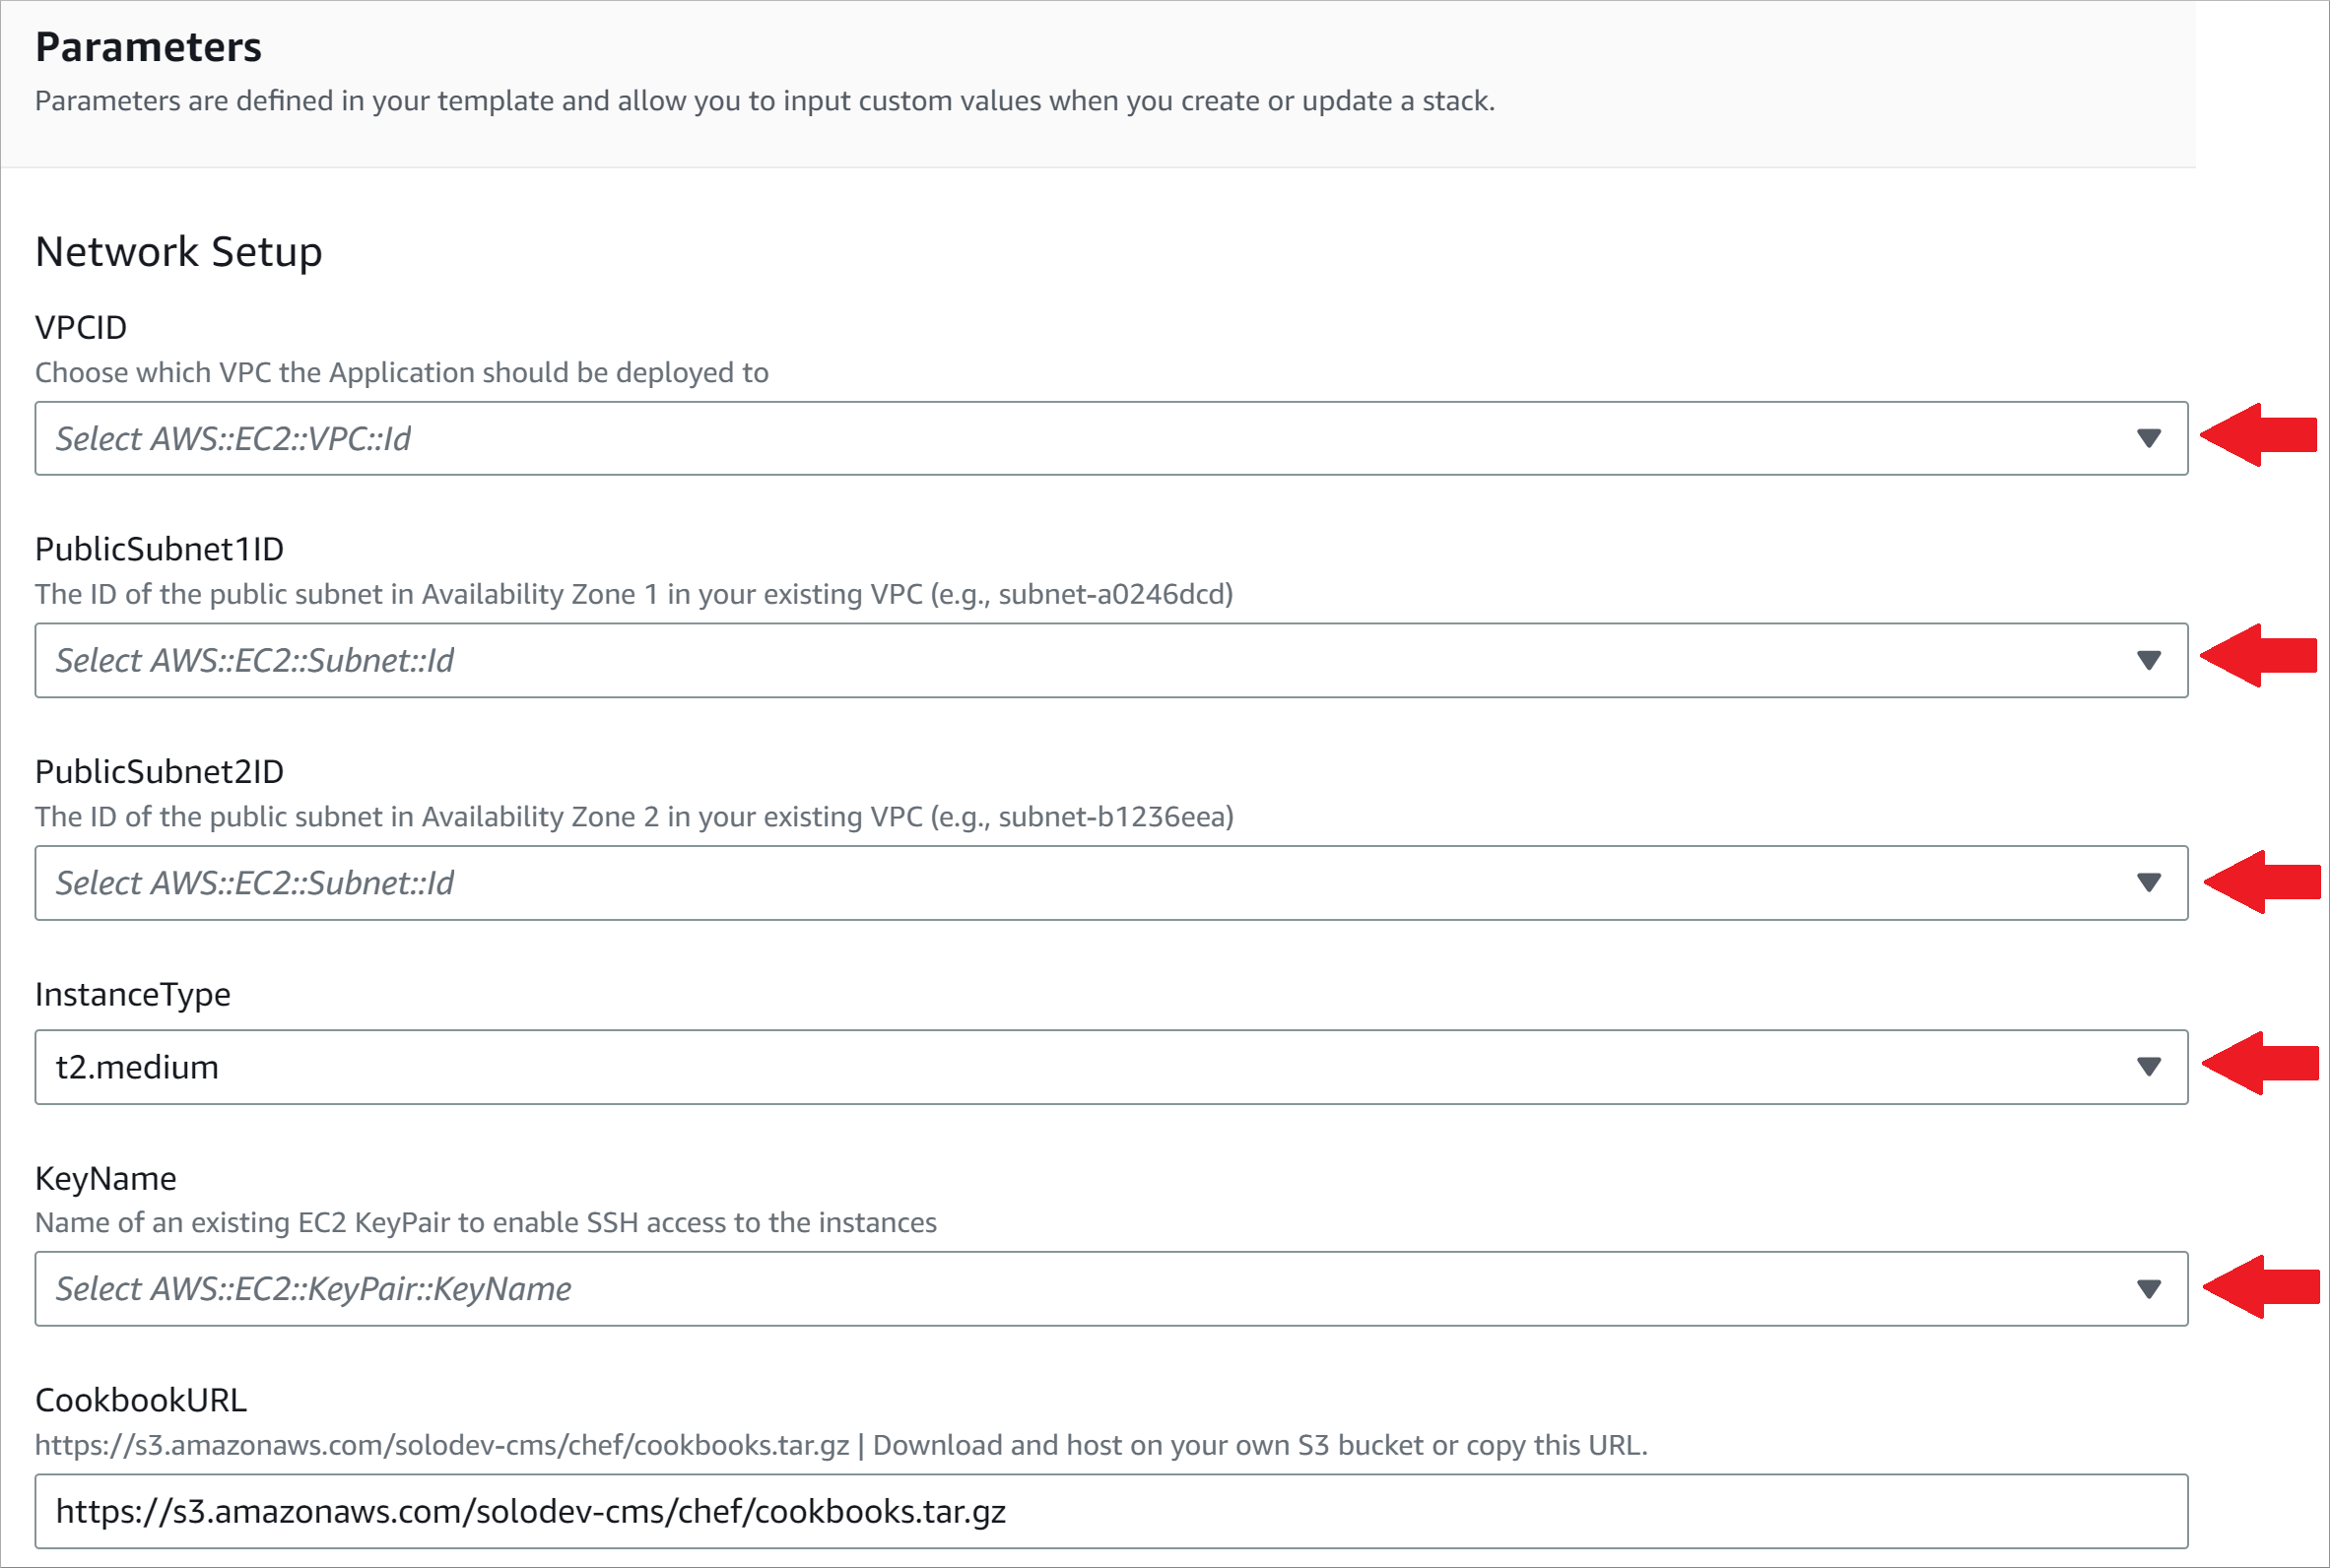 Parameters
Parameters are defined in your template and allow you to input custom values when you create or update a stack.
Network Setup
VPCID
Choose which VPC the Application should be deployed to
Select AWS::EC2::VPC::Id
PublicSubnet1ID
The ID of the public subnet in Availability Zone 1 in your existing VPC (e.g., subnet-a0246dcd)
Select AWS::EC2::Subnet::Id
PublicSubnet2ID
The ID of the public subnet in Availability Zone 2 in your existing VPC (e.g., subnet-b1236eea)
Select AWS::EC2::Subnet::Id
InstanceType
t2.medium
KeyName
Name of an existing EC2 KeyPair to enable SSH access to the instances
Select AWS::EC2::KeyPair::KeyName
CookbookURL
https://s3.amazonaws.com/solodev-cms/chef/cookbooks.tar.gz | Download and host on your own S3 bucket or copy this URL.
https://s3.amazonaws.com/solodev-cms/chef/cookbooks.tar.gz